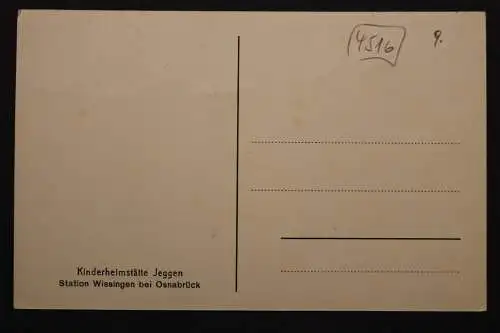 4516
9.
Kinderheimstätte Jeggen
Station Wissingen bei Osnabrück